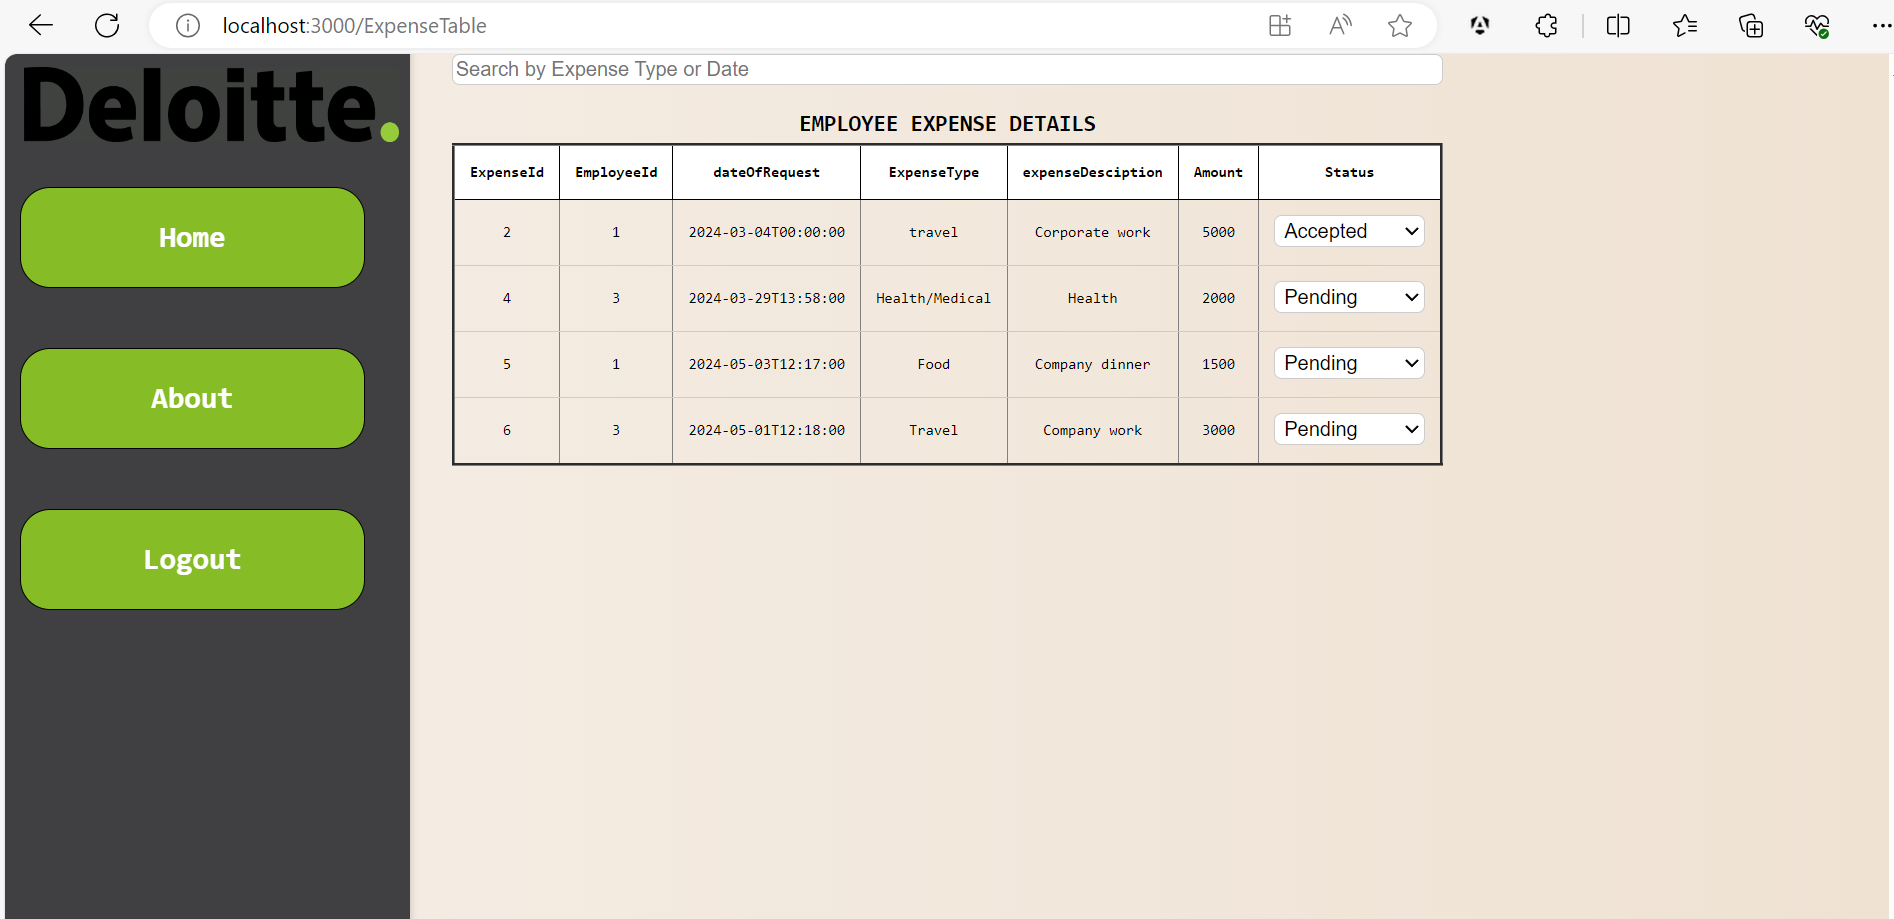 localhost:3000/ExpenseTable
Deloitte.
Home
About
Logout
Search by Expense Type or Date
EMPLOYEE EXPENSE DETAILS
ExpenseId EmployeeId dateOfRequest ExpenseType expenseDesciption Amount Status
2 1 2024-03-04T00:00:00 travel Corporate work 5000 Accepted
4 3 2024-03-29T13:58:00 Health/Medical Health 2000 Pending
5 1 2024-05-03T12:17:00 Food Company dinner 1500 Pending
6 3 2024-05-01T12:18:00 Travel Company work 3000 Pending